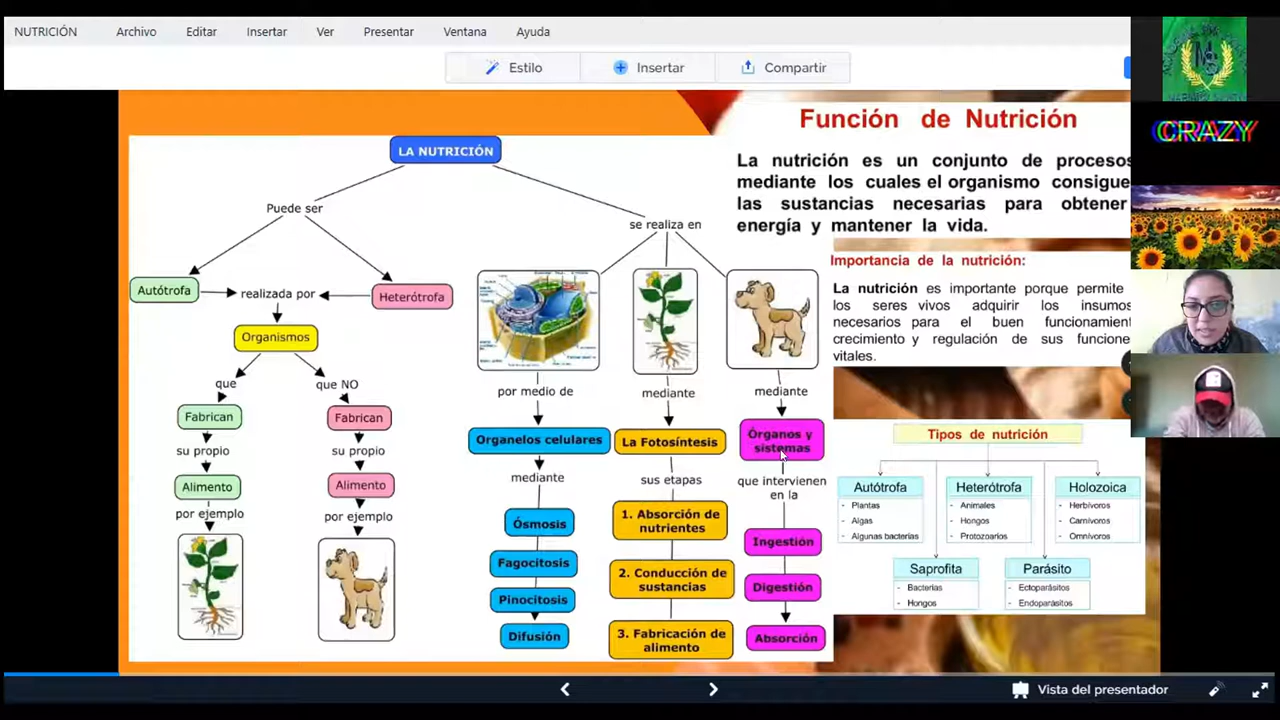 NUTRICIÓN Archivo Editar Insertar Ver Presentar Ventana Ayuda
Estilo Insertar Compartir
CRAZY
LA NUTRICIÓN
Puede ser
se realiza en
Autótrofa
realizada por
Heterótrofa
Organismos
que
que NO
Fabrican
Fabrican
su propio
su propio
Alimento
Alimento
por ejemplo
por ejemplo
por medio de
mediante
mediante
Organelos celulares
La Fotosíntesis
Órganos y
sistemas
mediante
sus etapas
que intervienen
en la
Ósmosis
Fagocitosis
Pinocitosis
Difusión
1. Absorción de
nutrientes
2. Conducción de
sustancias
3. Fabricación de
alimento
Ingestión
Digestión
Absorción
Función de Nutrición
La nutrición es un conjunto de procesos
mediante los cuales el organismo consigue
las sustancias necesarias para obtener
energía y mantener la vida.
Importancia de la nutrición:
La nutrición es importante porque permite
los seres vivos adquirir los insumos
necesarios para el buen funcionamien
crecimiento y regulación de sus funcione
vitales.
Tipos de nutrición
Autótrofa
- Plantas
- Algas
- Algunas bacterias
Heterótrofa
- Animales
- Hongos
- Protozoarios
Holozoica
- Herbívoros
- Carnívoros
- Omnívoros
Saprofita
- Bacterias
- Hongos
Parásito
- Ectoparásitos
- Endoparásitos
Vista del presentador